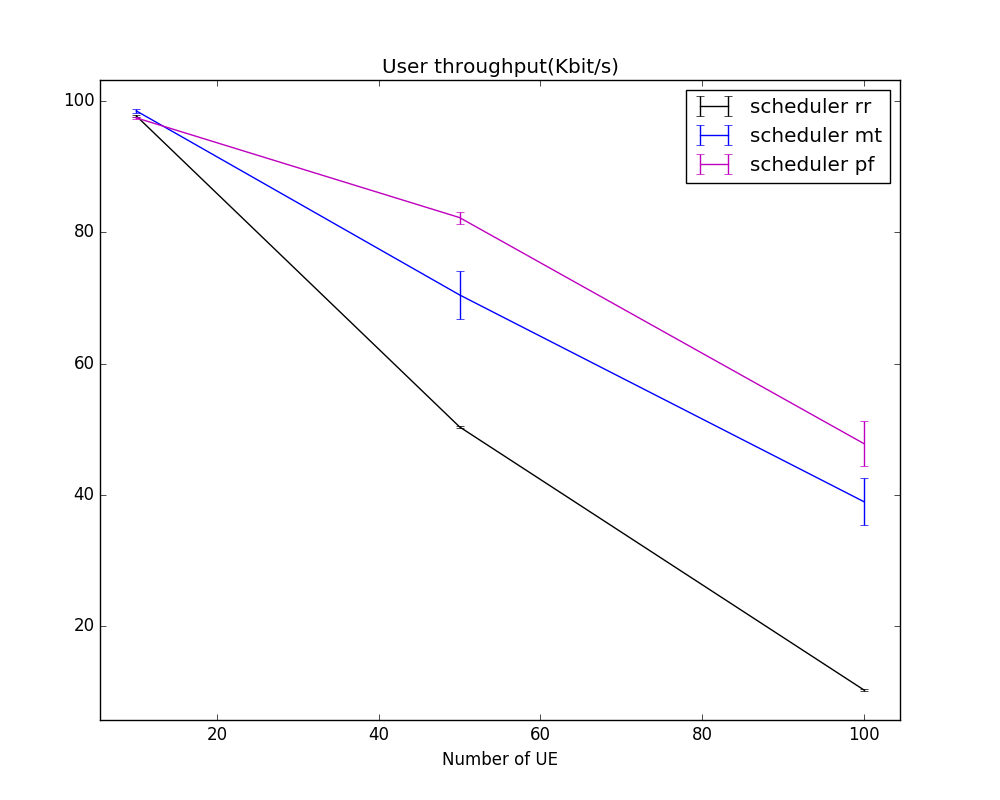 User throughput(Kbit/s)
scheduler rr
scheduler mt
scheduler pf
100
80
60
40
20
20 40 60 80 100
Number of UE